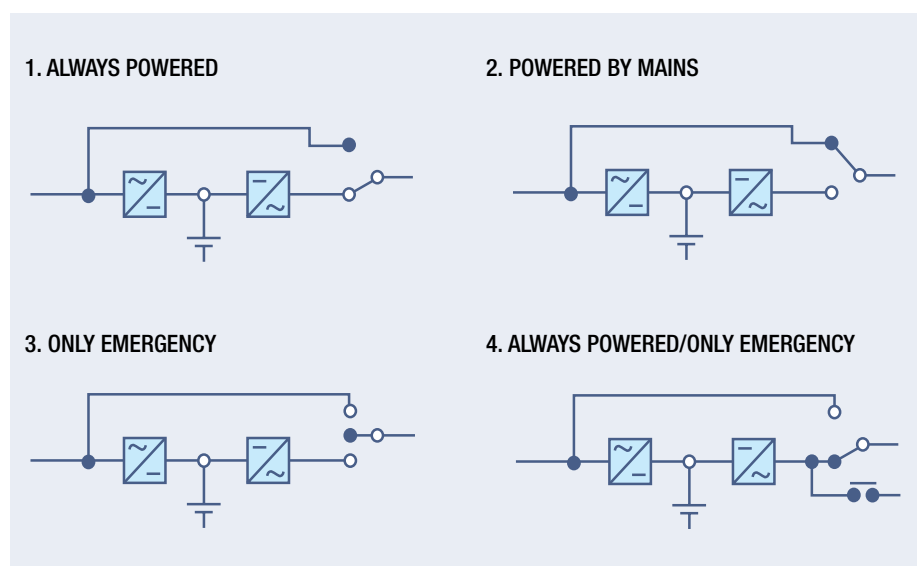 1. ALWAYS POWERED
2. POWERED BY MAINS
3. ONLY EMERGENCY
4. ALWAYS POWERED/ONLY EMERGENCY